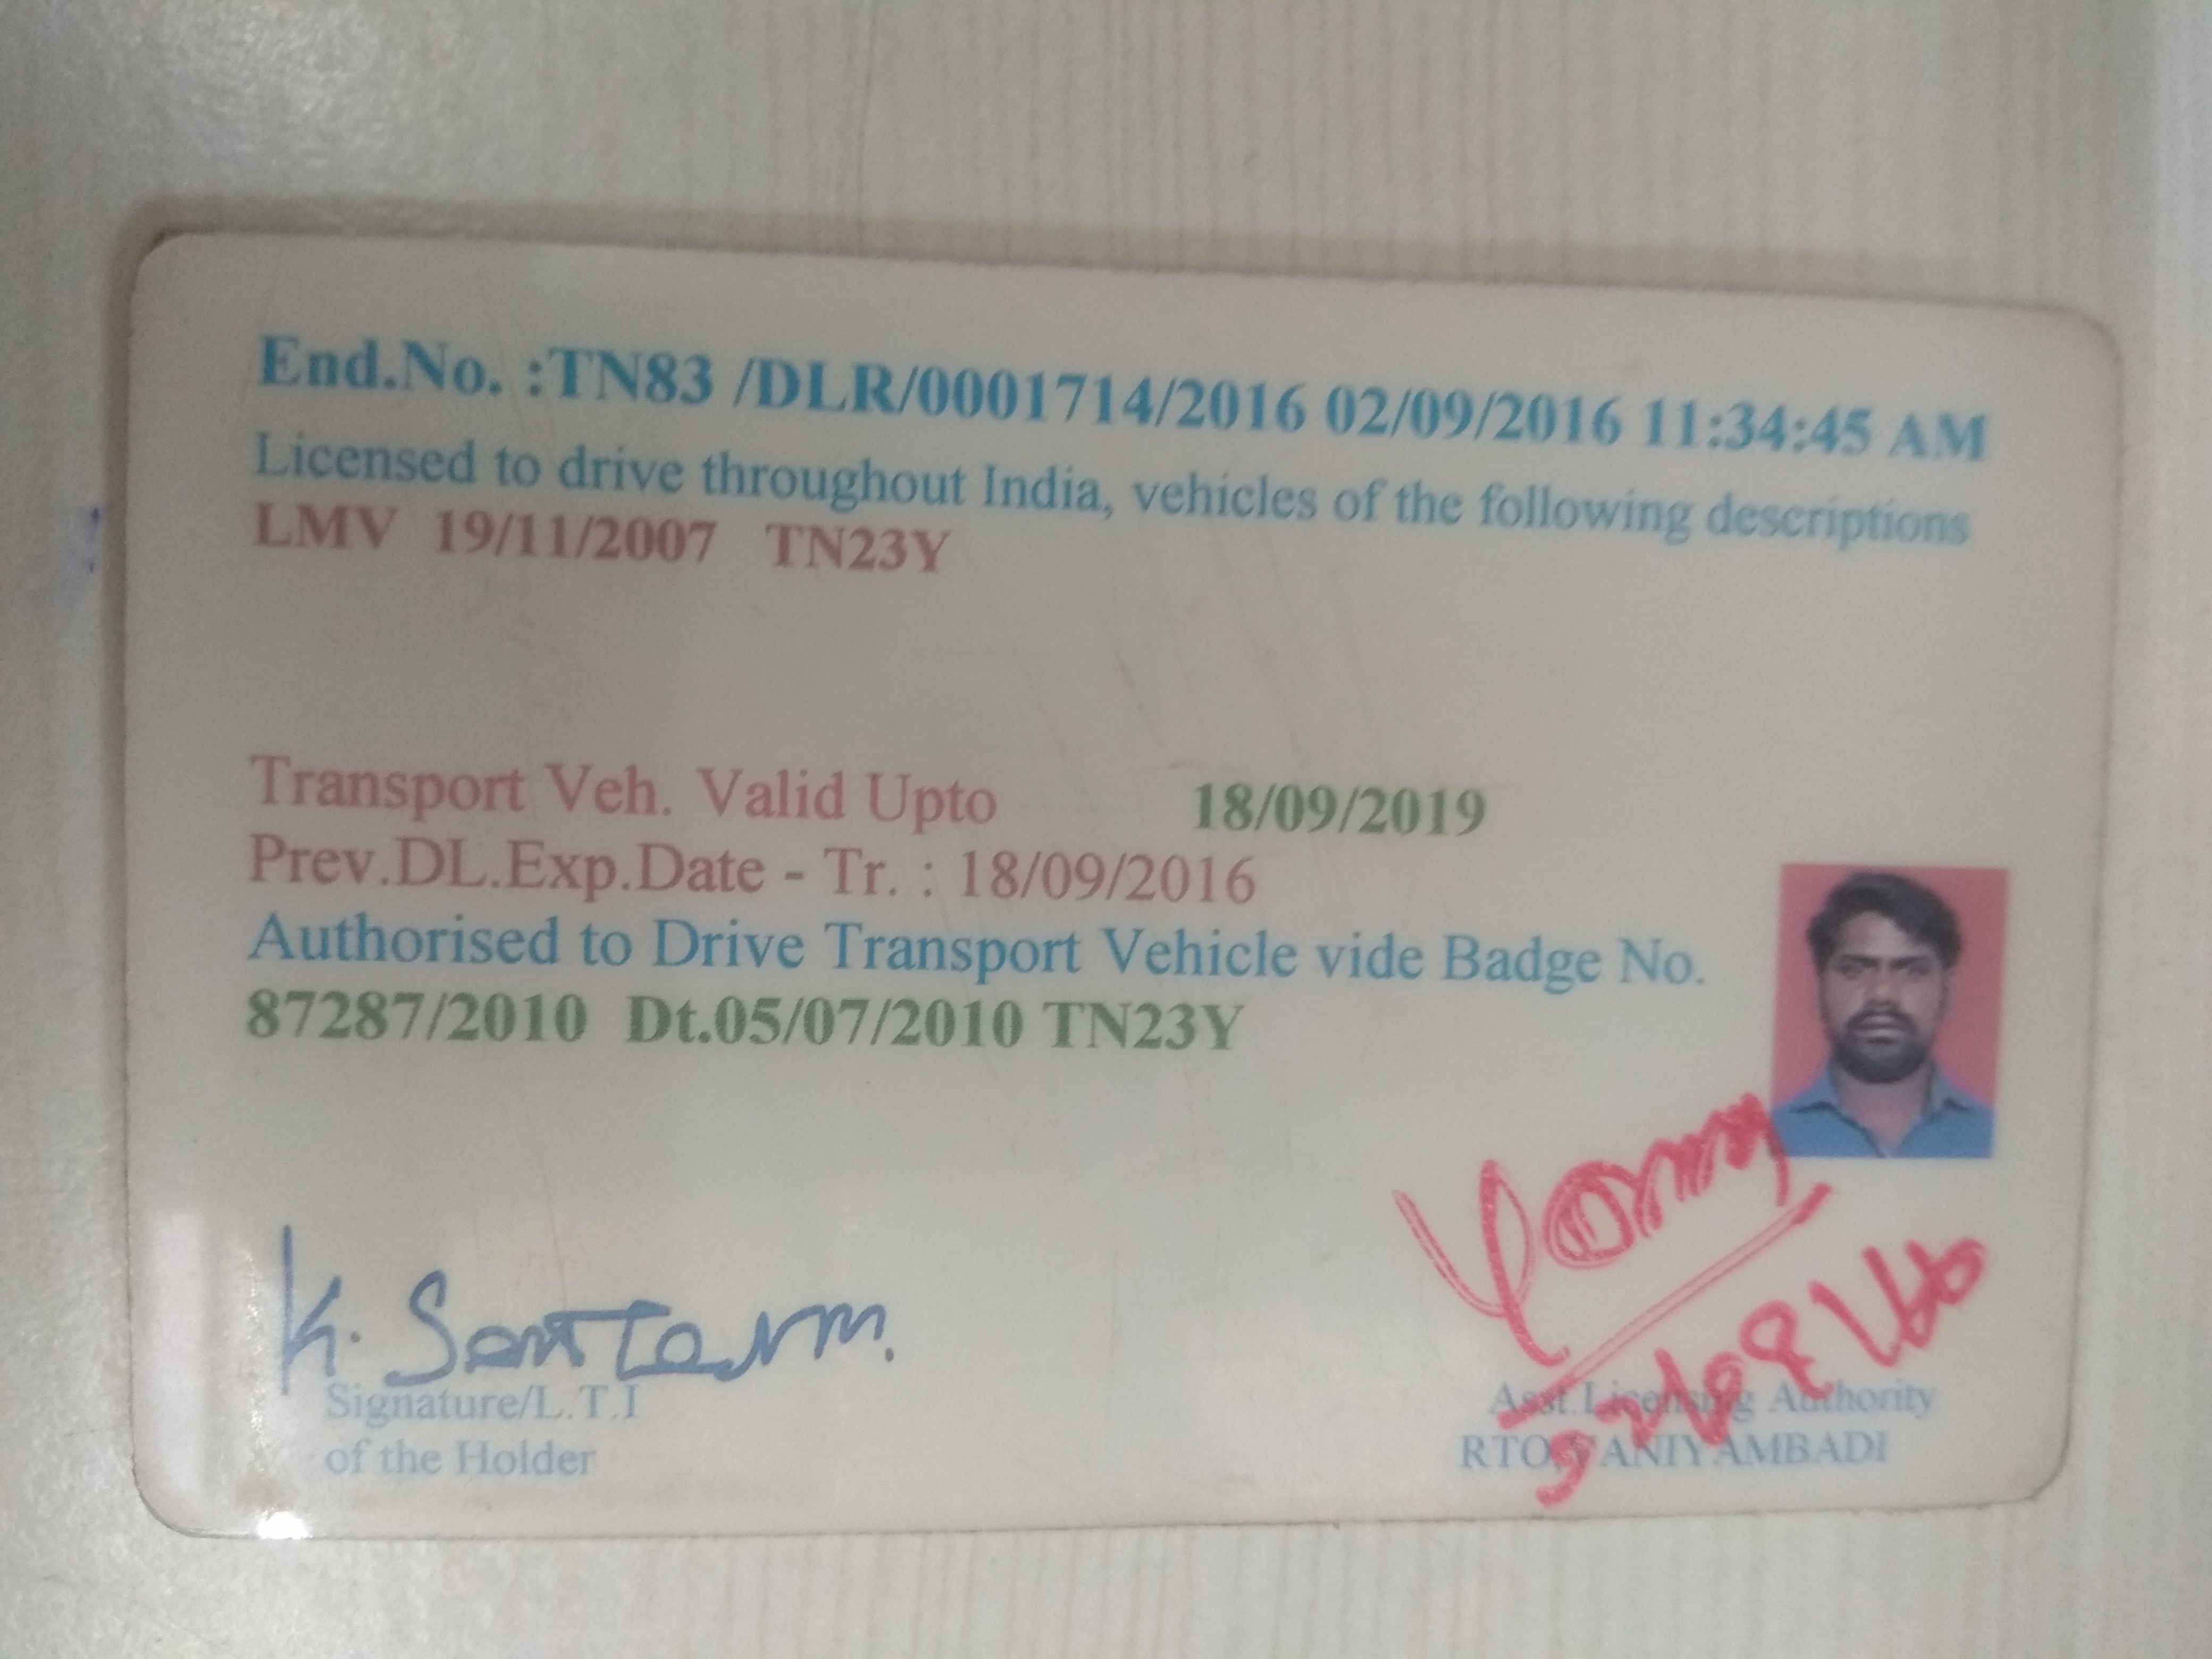 End.No. :TN83 /DLR/0001714/2016 02/09/2016 11:34:45 AM
Licensed to drive throughout India, vehicles of the following descriptions
LMV 19/11/2007 TN23Y
Transport Veh. Valid Upto 18/09/2019
Prev.DL.Exp.Date - Tr. : 18/09/2016
Authorised to Drive Transport Vehicle vide Badge No.
87287/2010 Dt.05/07/2010 TN23Y
K.
Signature/L.T.I
of the Holder
Asst.Licensing Authority
RTO,VANIYAMBADI